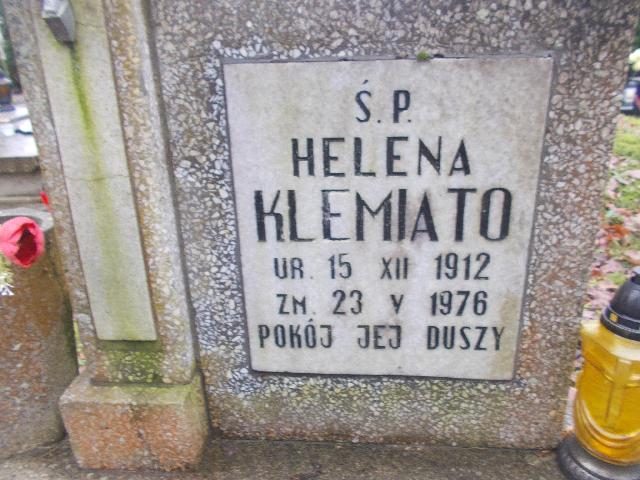 Ś.P.
HELENA
KLEMIATO
UR. 15 XII 1912
ZM. 23 V 1976
POKÓJ JEJ DUSZY